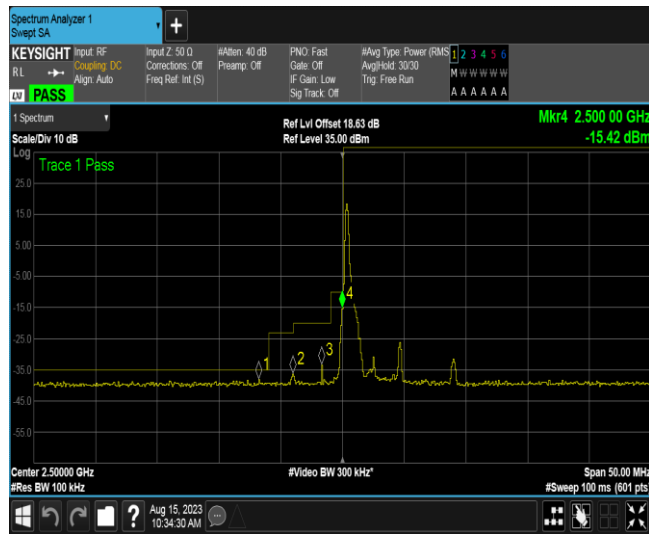 Spectrum Analyzer 1
Swept SA
+
KEYSIGHT
RL
LXI
PASS
Input: RF
Coupling: DC
Align: Auto
Input Z: 50 Ω
Corrections: Off
Freq Ref: Int (S)
#Atten: 40 dB
Preamp: Off
PNO: Fast
Gate: Off
IF Gain: Low
Sig Track: Off
#Avg Type: Power (RMS
Avg|Hold: 30/30
Trig: Free Run
1 2 3 4 5 6
M W W W W W
A A A A A A
1 Spectrum
Scale/Div 10 dB
Ref Lvl Offset 18.63 dB
Ref Level 35.00 dBm
Mkr4 2.500 00 GHz
-15.42 dBm
Log
Trace 1 Pass
25.0
15.0
5.00
-5.00
-15.0
-25.0
-35.0
-45.0
-55.0
1
2
3
4
Center 2.50000 GHz
#Video BW 300 kHz*
Span 50.00 MHz
#Res BW 100 kHz
#Sweep 100 ms (601 pts
?
Aug 15, 2023
10:34:30 AM